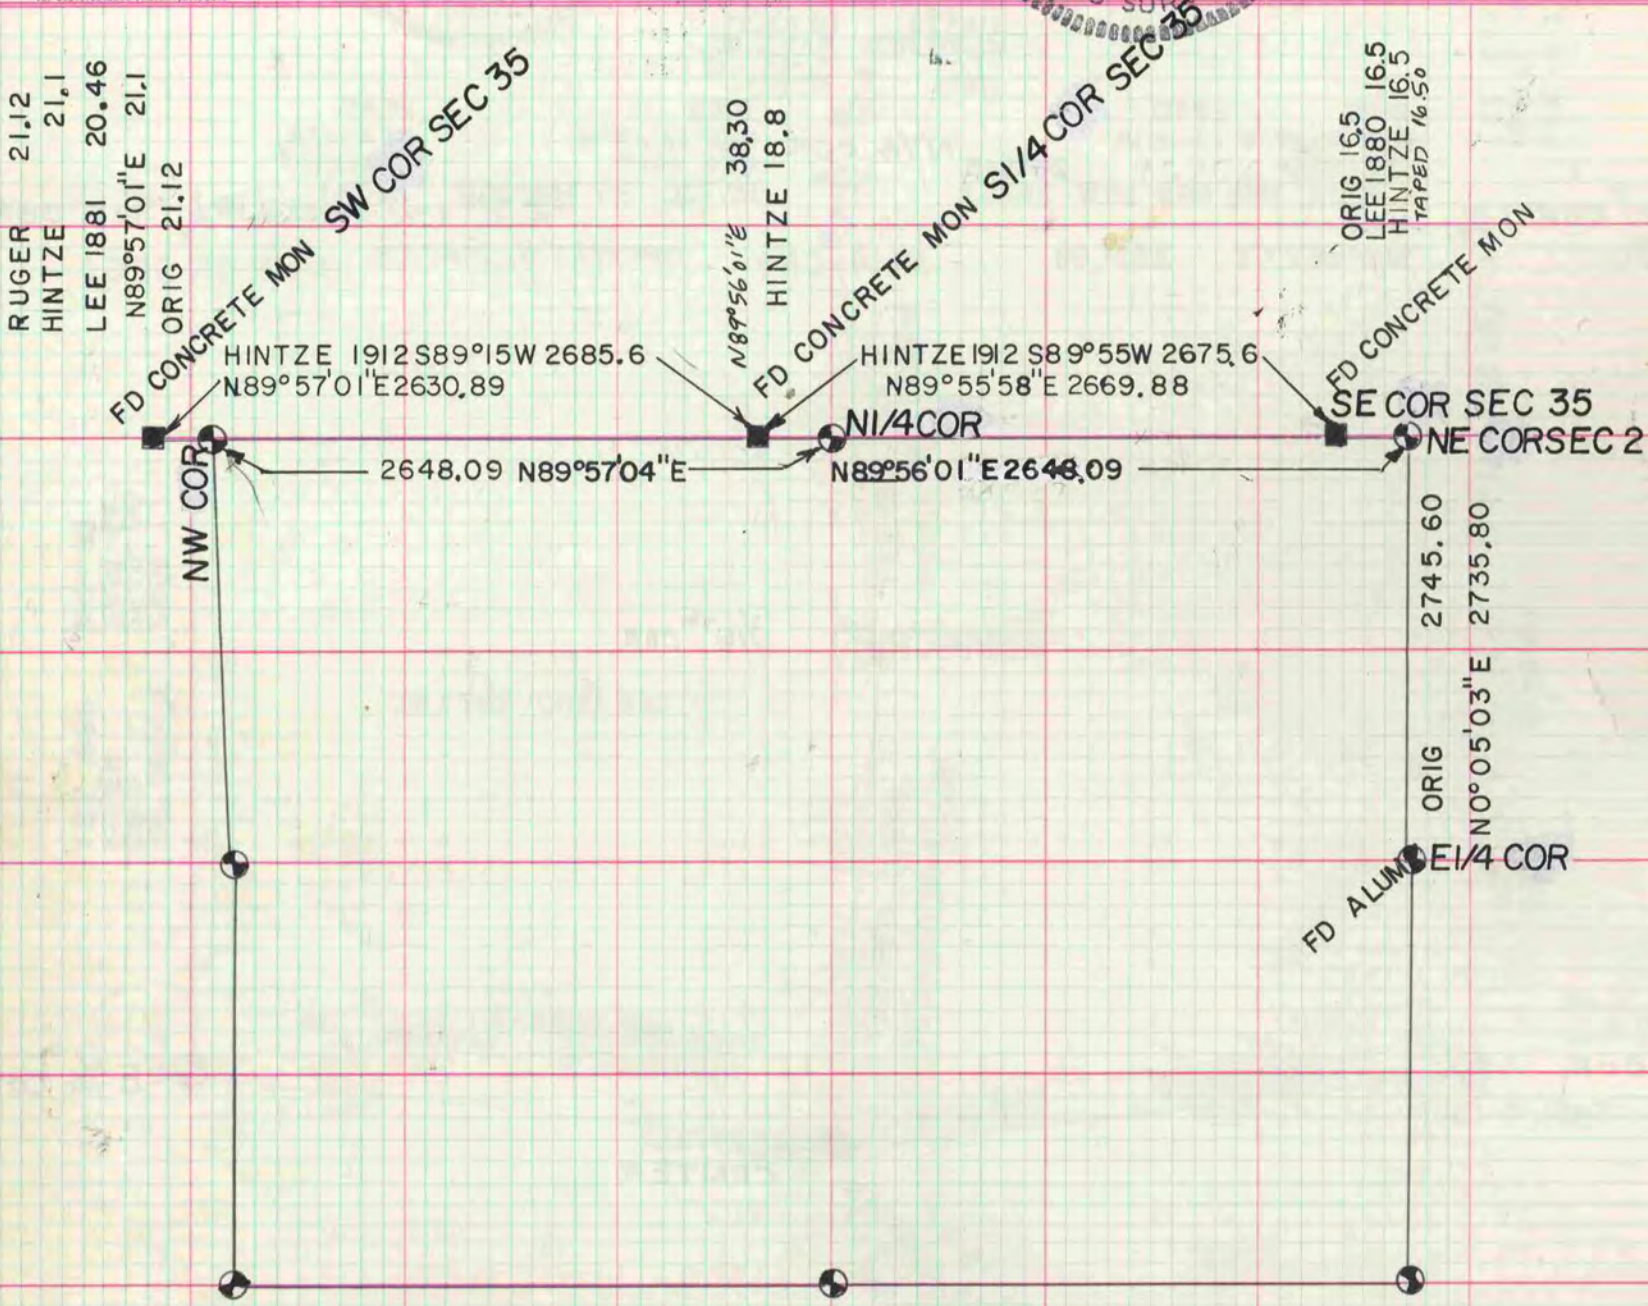 RUGER 21.12
HINTZE 21.1
LEE 1881 20.46
N89°57'01"E 21.1
ORIG 21.12
FD CONCRETE MON SW COR SEC 35
N89°56'01"E 38.30
HINTZE 18.8
FD CONCRETE MON S1/4 COR SEC 35
ORIG 16.5
LEE 1880 16.5
HINTZE 16.5
TAPED 16.50
FD CONCRETE MON
HINTZE 1912 S89°15W 2685.6
N89°57'01"E 2630.89
HINTZE 1912 S89°55W 2675.6
N89°55'58"E 2669.88
SE COR SEC 35
NE COR SEC 2
N1/4 COR
NW COR
2648.09 N89°57'04"E
N89°56'01"E 2648.09
ORIG 2745.60
N0°05'03"E 2735.80
E1/4 COR
FD ALUM